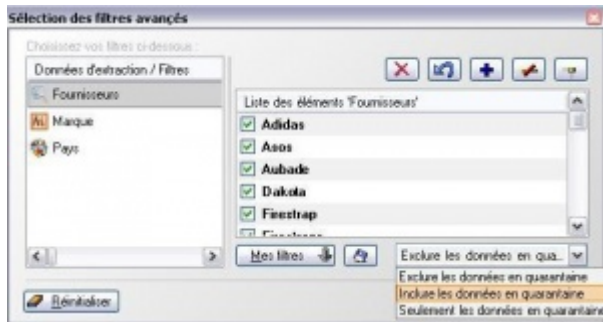 Sélection des filtres avancés
Choisissez vos filtres ci-dessous :
Données d'extraction / Filtres
Fournisseurs
Marque
Pays
Liste des éléments 'Fournisseurs'
Adidas
Asos
Aubade
Dakota
Firestrap
Mes filtres
Exclure les données en qua...
Exclure les données en quarantaine
Inclure les données en quarantaine
Seulement les données en quarantaine
Réinitialiser